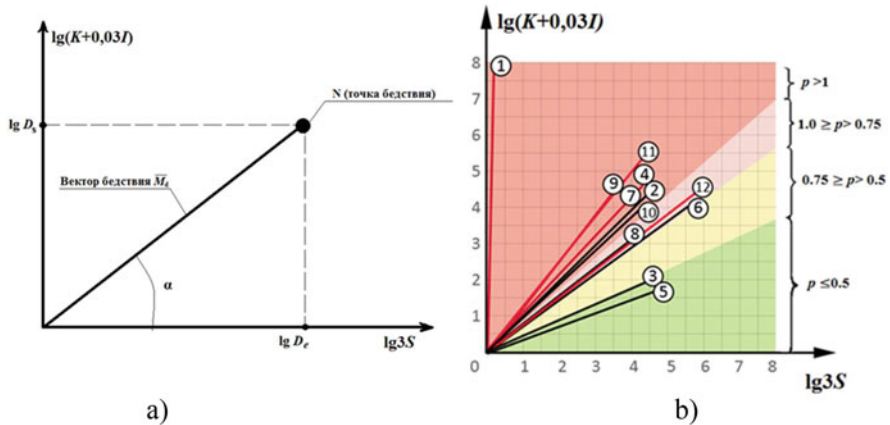 lg(K+0,03I)
N (точка бедствия)
lg Dₛ
Вектор бедствия M̅d
α
lg Dₑ
lg3S
a)
lg(K+0,03I)
8
7
6
5
4
3
2
1
0
1 2 3 4 5 6 7 8
1
11
9
4
7
2
12
10
6
8
3
5
p >1
1.0 ≥ p> 0.75
0.75 ≥ p> 0.5
p ≤0.5
lg3S
b)